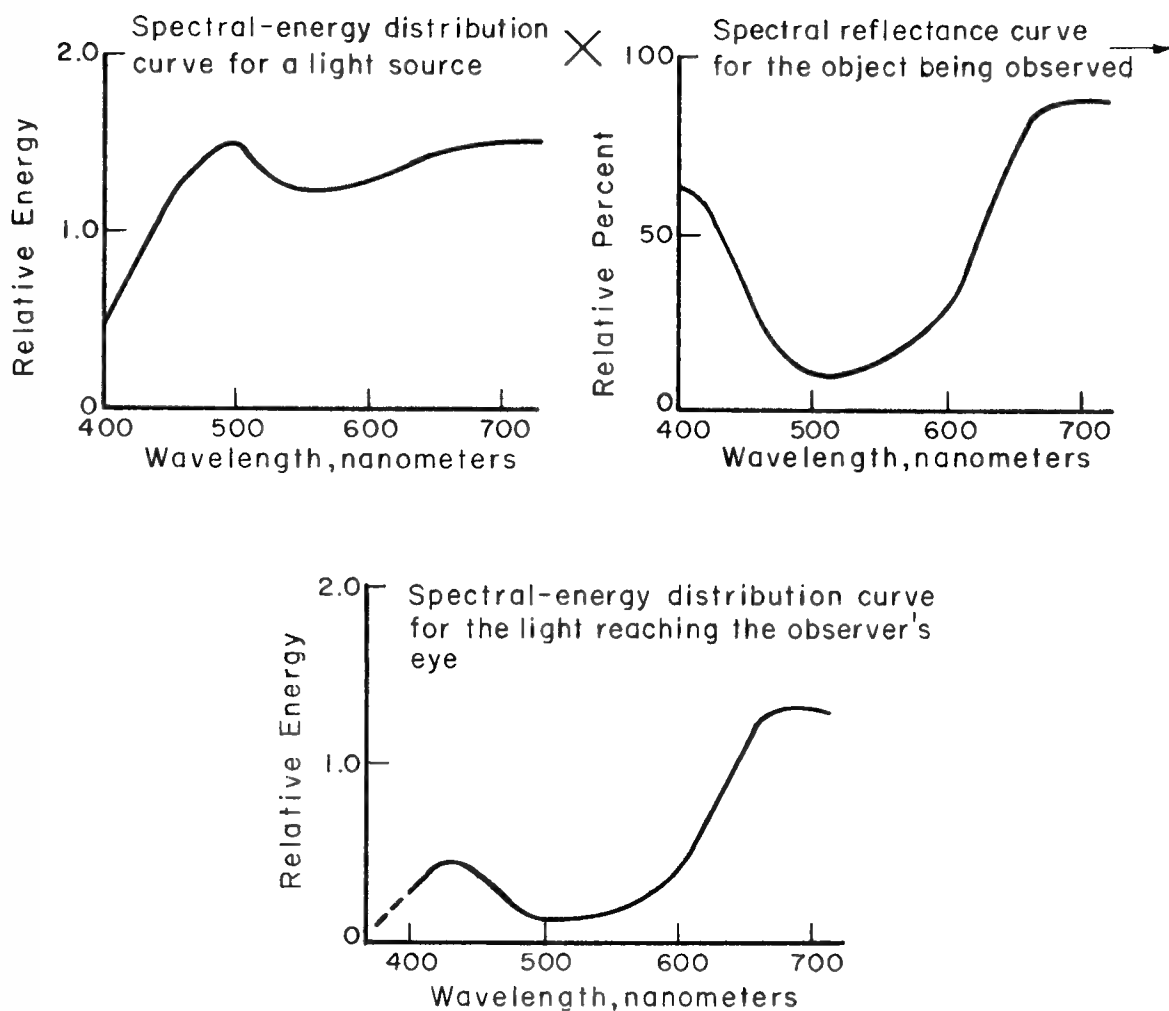 Spectral-energy distribution
curve for a light source
2.0
1.0
0
Relative Energy
400 500 600 700
Wavelength, nanometers
×
Spectral reflectance curve
for the object being observed
100
50
0
Relative Percent
400 500 600 700
Wavelength, nanometers
Spectral-energy distribution curve
for the light reaching the observer's
eye
2.0
1.0
0
Relative Energy
400 500 600 700
Wavelength, nanometers